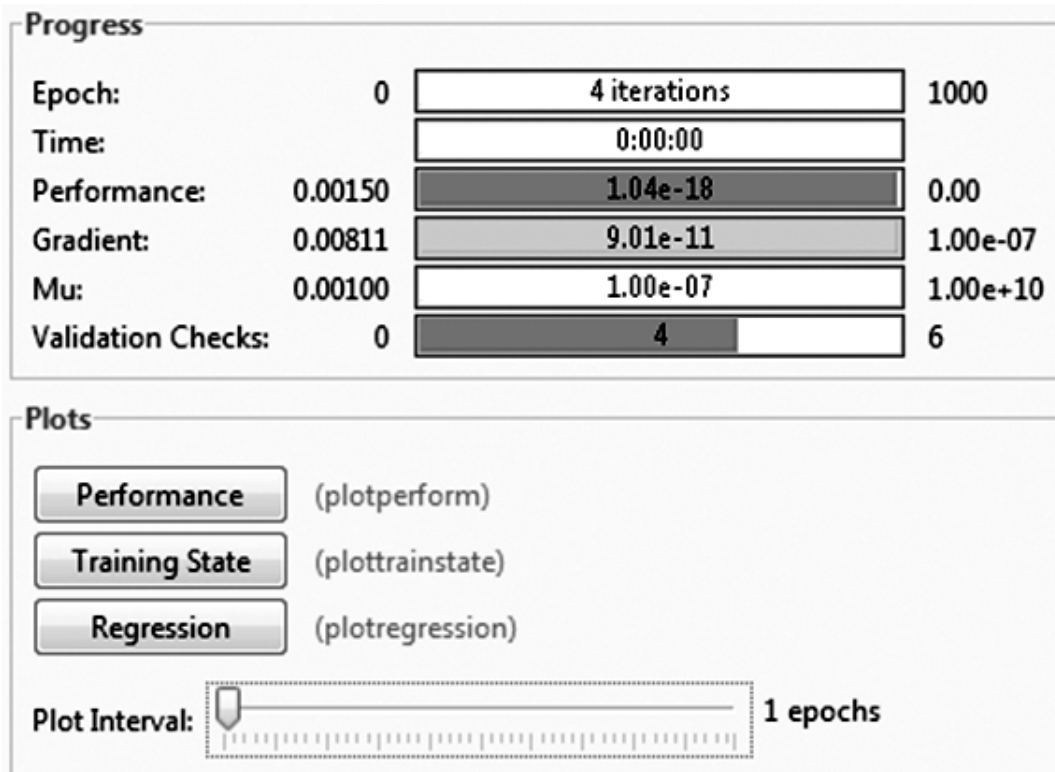 Progress
Epoch: 0 4 iterations 1000
Time: 0:00:00
Performance: 0.00150 1.04e-18 0.00
Gradient: 0.00811 9.01e-11 1.00e-07
Mu: 0.00100 1.00e-07 1.00e+10
Validation Checks: 0 4 6
Plots
Performance (plotperform)
Training State (plottrainstate)
Regression (plotregression)
Plot Interval: 1 epochs